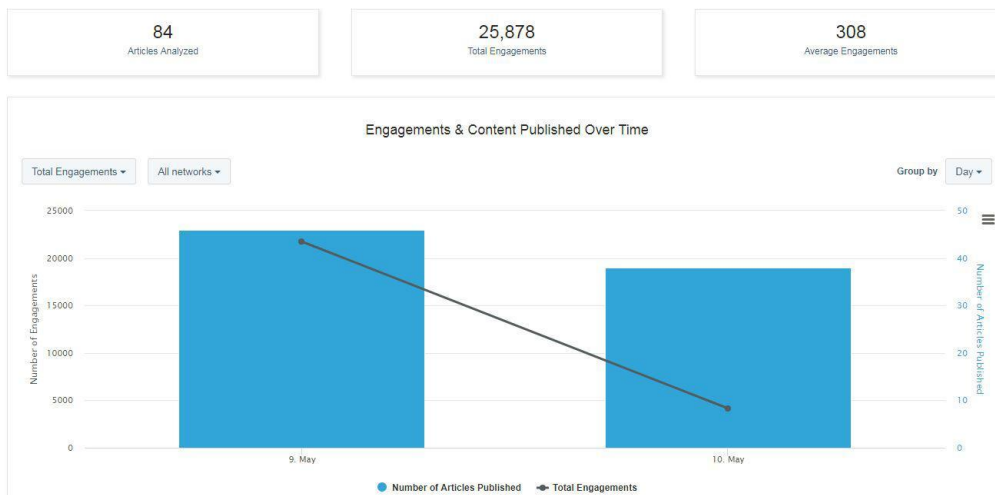 84
Articles Analyzed
25,878
Total Engagements
308
Average Engagements
Engagements & Content Published Over Time
Total Engagements
All networks
Group by
Day
25000
20000
15000
10000
5000
0
Number of Engagements
50
40
30
20
10
0
Number of Articles Published
9. May
10. May
Number of Articles Published
Total Engagements